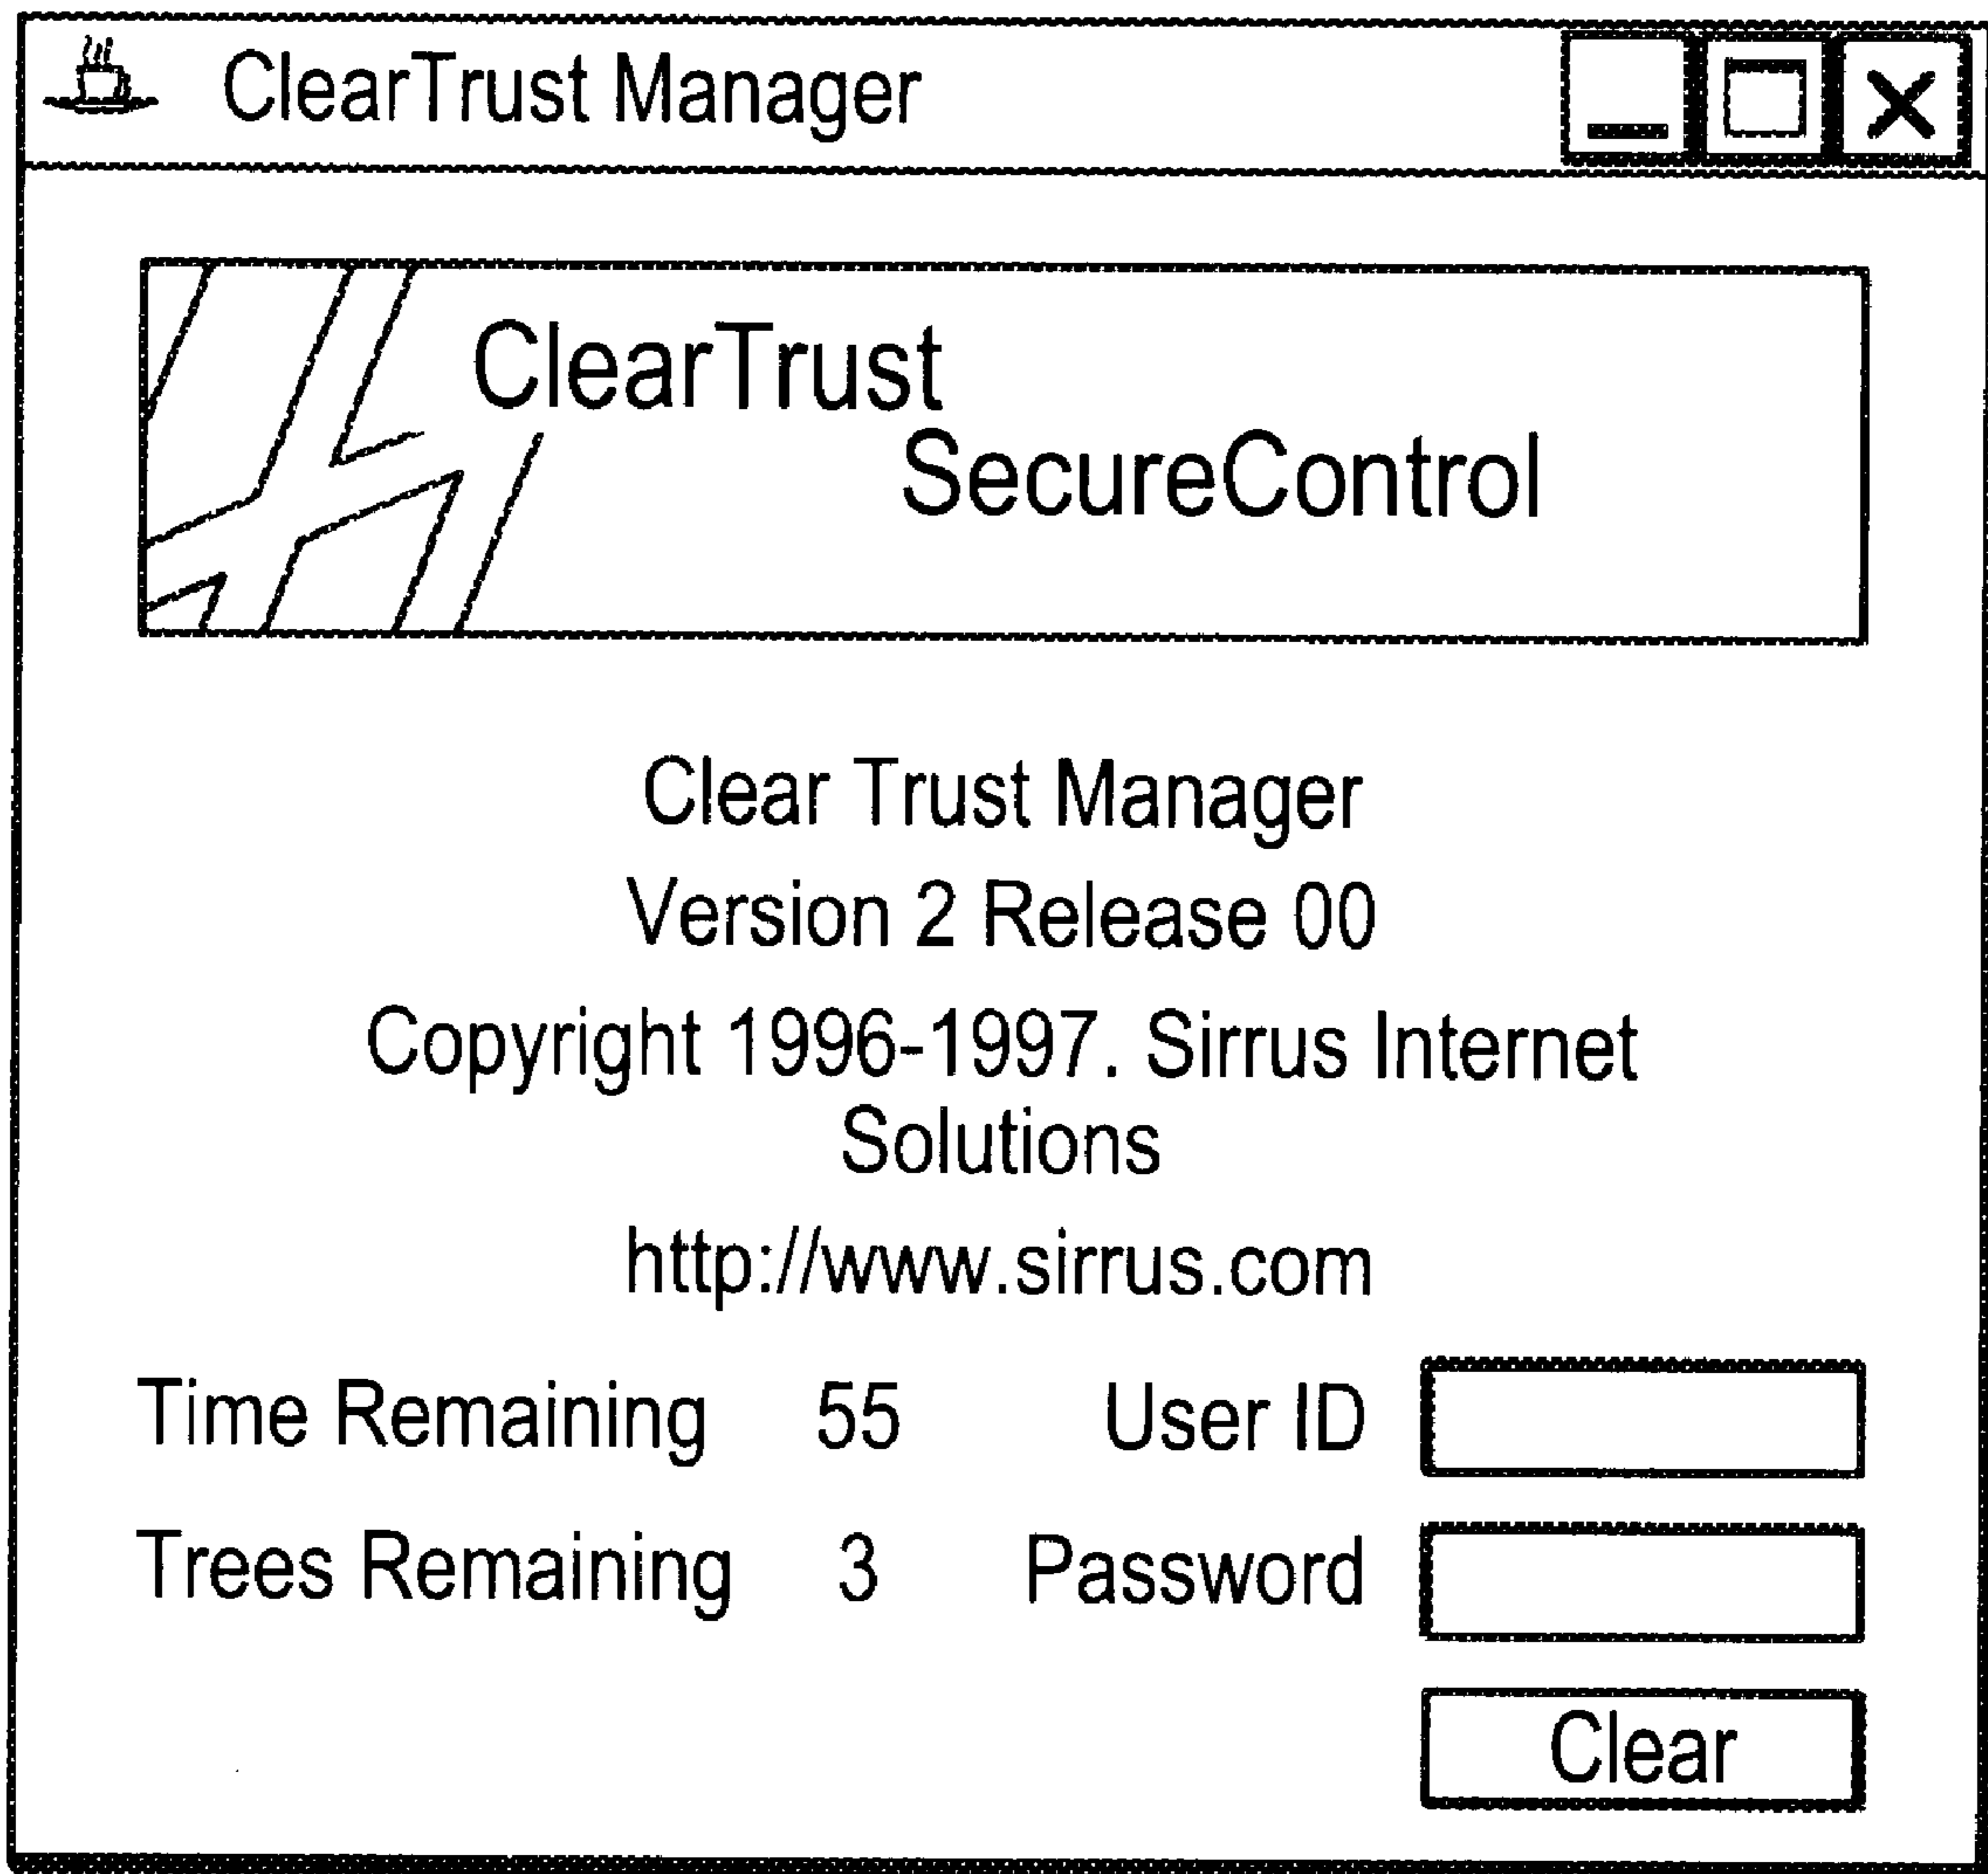 ClearTrust Manager
ClearTrust
SecureControl
Clear Trust Manager
Version 2 Release 00
Copyright 1996-1997. Sirrus Internet
Solutions
http://www.sirrus.com
Time Remaining 55 User ID
Trees Remaining 3 Password
Clear